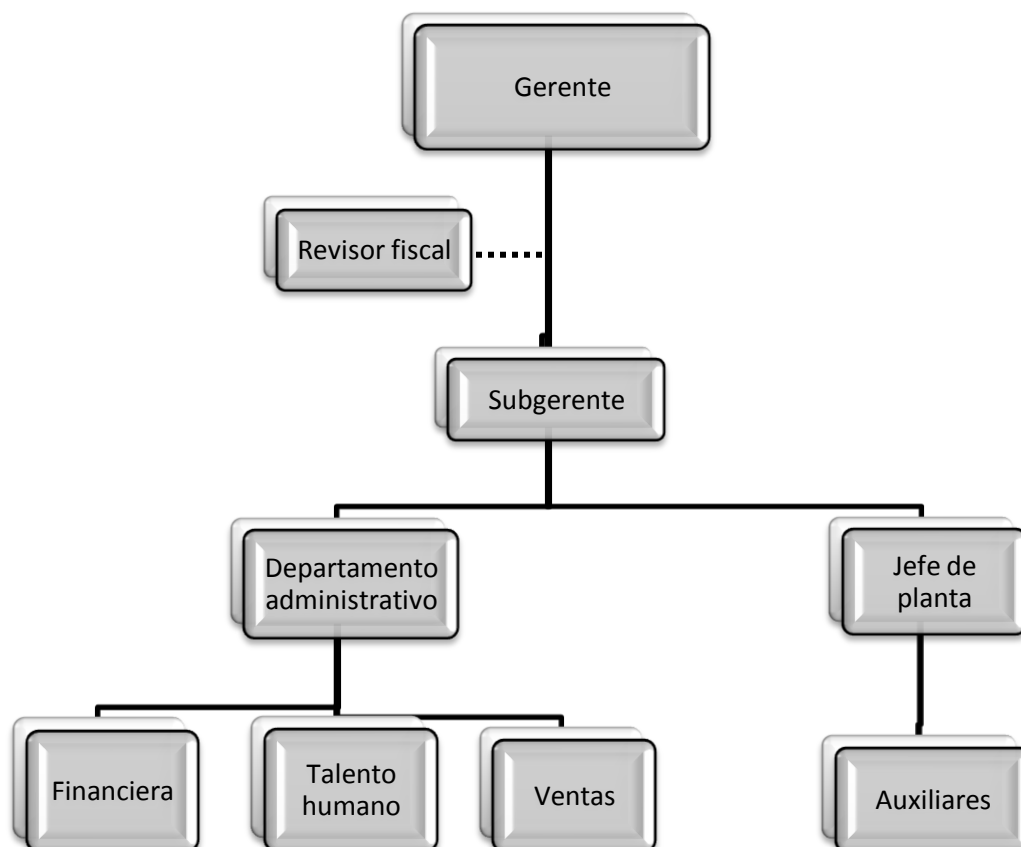 Gerente
Revisor fiscal
Subgerente
Departamento
administrativo
Jefe de
planta
Financiera
Talento
humano
Ventas
Auxiliares